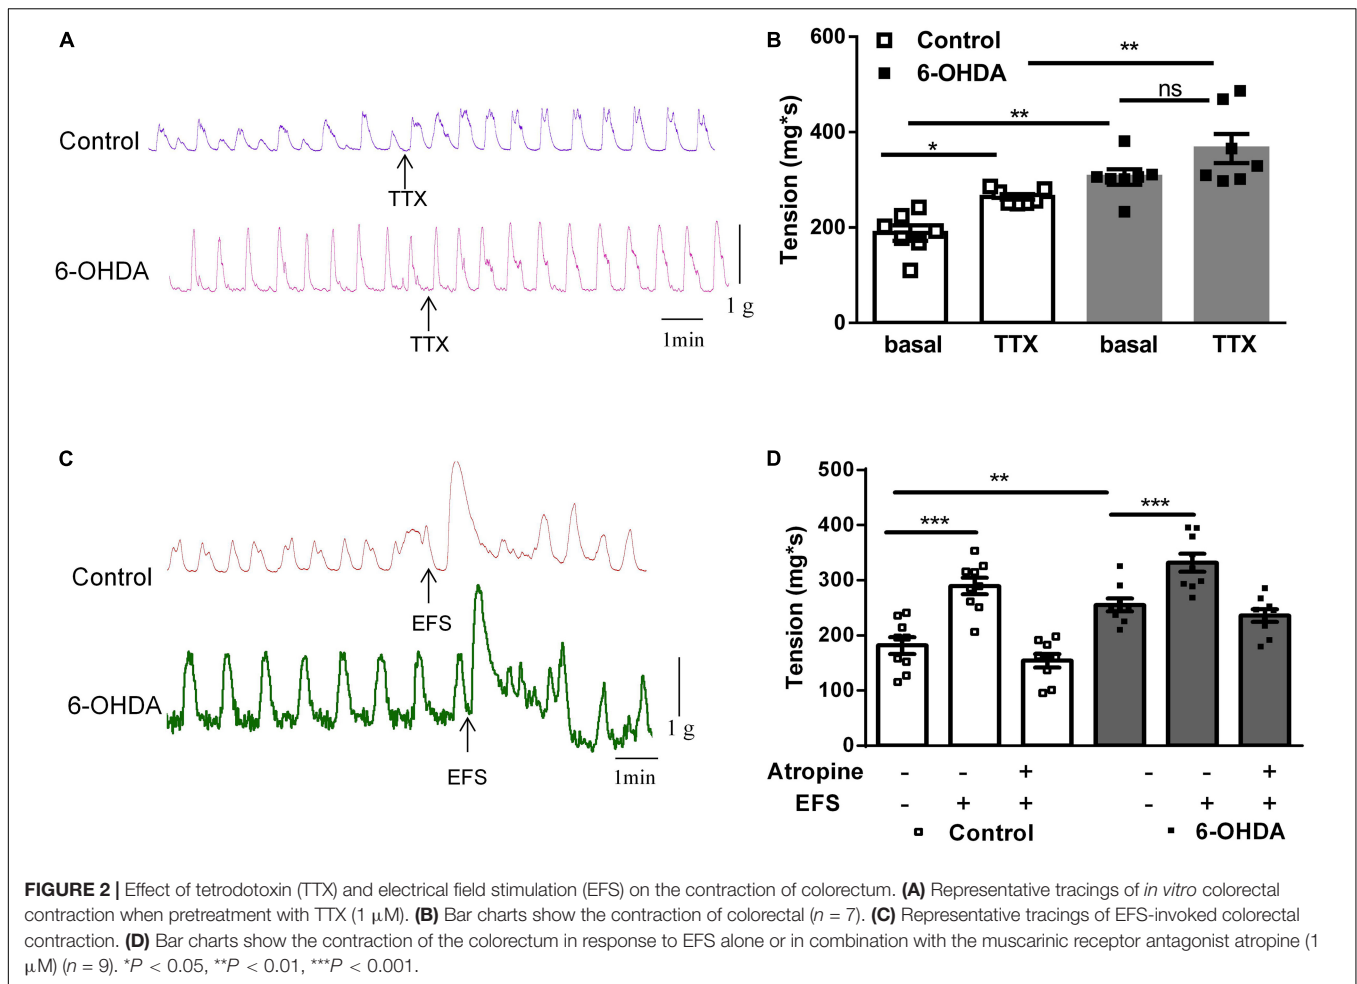 A
Control
TTX
6-OHDA
TTX
1 g
1min
B
Control
6-OHDA
Tension (mg*s)
600
400
200
0
*
**
**
ns
basal TTX basal TTX
C
Control
EFS
6-OHDA
EFS
1 g
1min
D
Tension (mg*s)
500
400
300
200
100
0
***
**
***
Atropine - - + - - +
EFS - + + - + +
Control 6-OHDA
FIGURE 2 | Effect of tetrodotoxin (TTX) and electrical field stimulation (EFS) on the contraction of colorectum. (A) Representative tracings of in vitro colorectal
contraction when pretreatment with TTX (1 μM). (B) Bar charts show the contraction of colorectal (n = 7). (C) Representative tracings of EFS-invoked colorectal
contraction. (D) Bar charts show the contraction of the colorectum in response to EFS alone or in combination with the muscarinic receptor antagonist atropine (1
μM) (n = 9). *P < 0.05, **P < 0.01, ***P < 0.001.